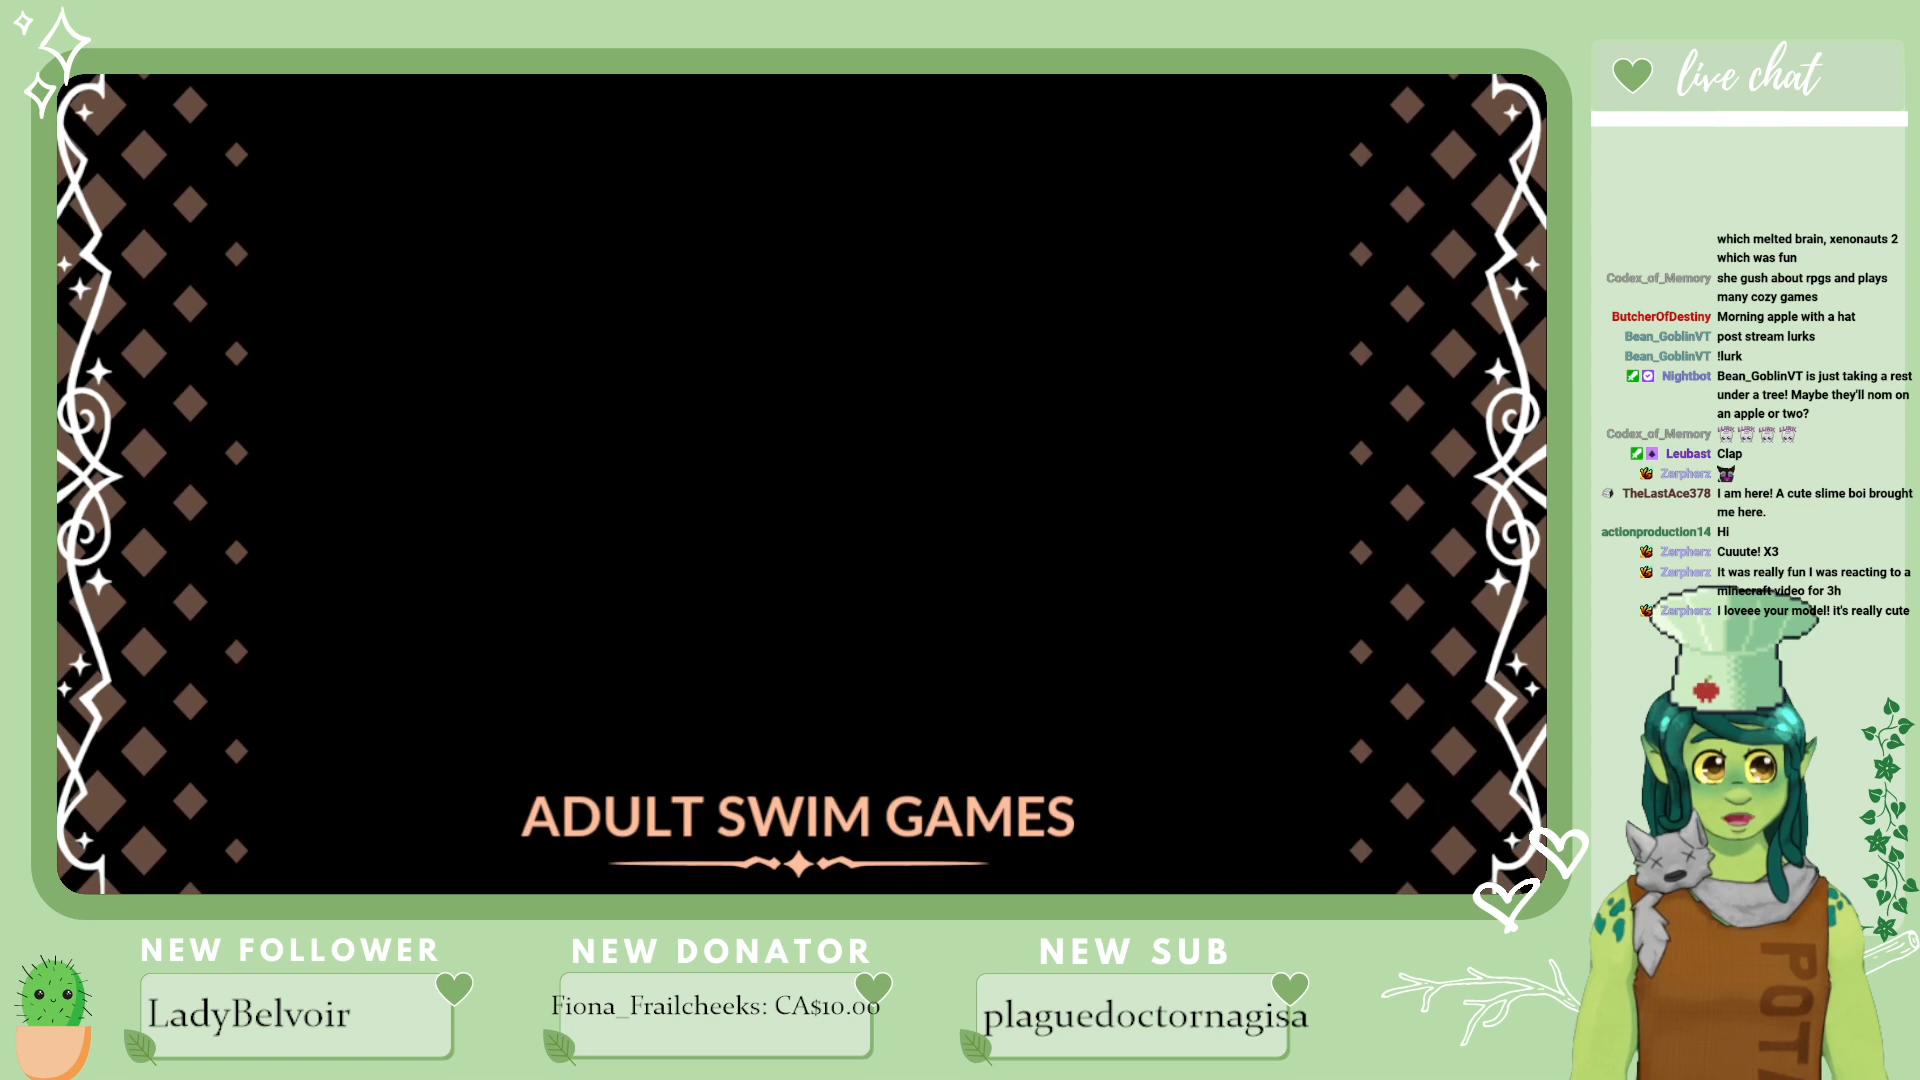 live chat
which melted brain, xenonauts 2
which was fun
Codex_of_Memory she gush about rpgs and plays
many cozy games
ButcherOfDestiny Morning apple with a hat
Bean_GoblinVT post stream lurks
Bean_GoblinVT !lurk
Nightbot Bean_GoblinVT is just taking a rest
under a tree! Maybe they'll nom on
an apple or two?
Codex_of_Memory
Leubast Clap
Zerpherz
TheLastAce378 I am here! A cute slime boi brought
me here.
actionproduction14 Hi
Zerpherz Cuuute! X3
Zerpherz It was really fun I was reacting to a
minecraft video for 3h
Zerpherz I loveee your model! it's really cute
ADULT SWIM GAMES
NEW FOLLOWER
LadyBelvoir
NEW DONATOR
Fiona_Frailcheeks: CA$10.00
NEW SUB
plaguedoctornagisa
POTA